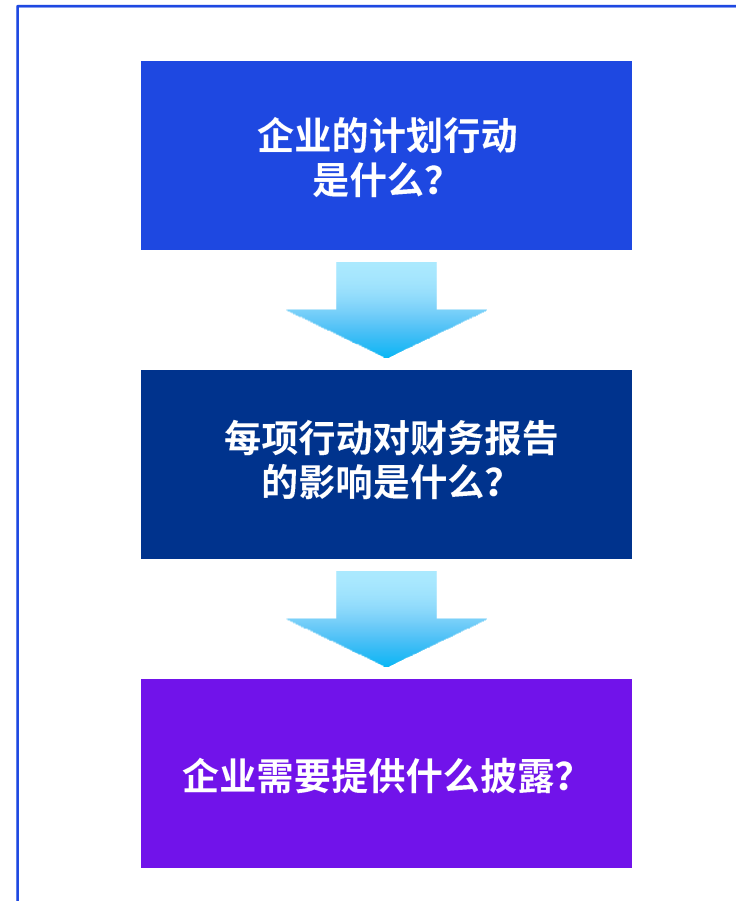 企业的计划行动
是什么？
每项行动对财务报告
的影响是什么？
企业需要提供什么披露？